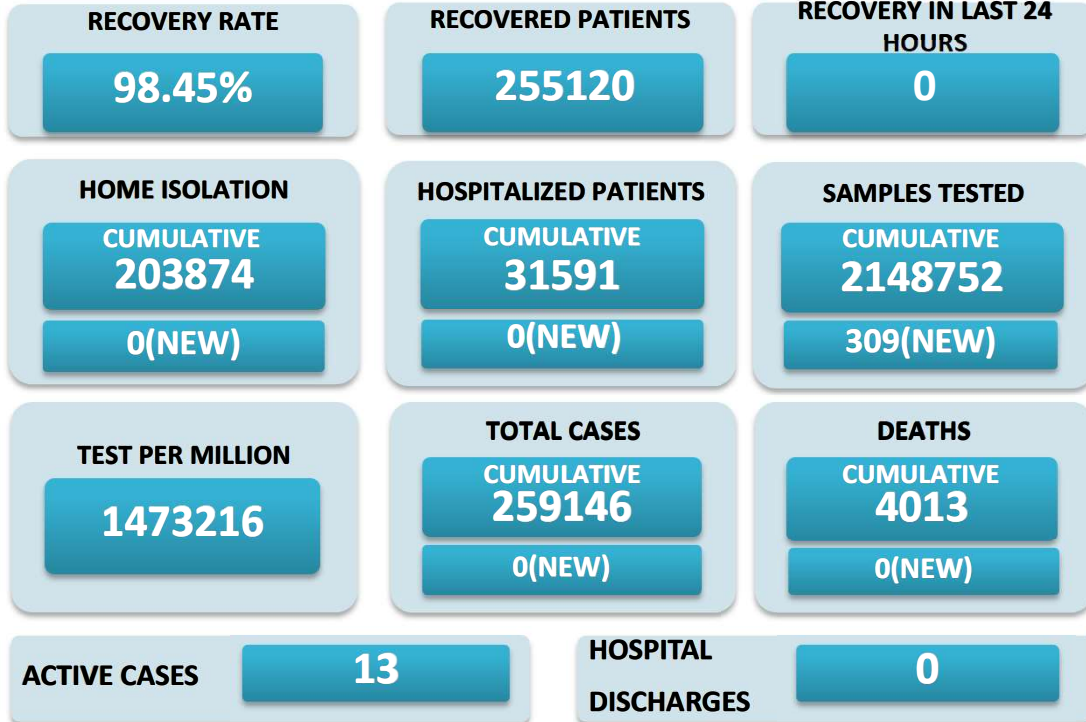 RECOVERY RATE
98.45%
RECOVERED PATIENTS
255120
RECOVERY IN LAST 24
HOURS
0
HOME ISOLATION
CUMULATIVE
203874
0(NEW)
HOSPITALIZED PATIENTS
CUMULATIVE
31591
0(NEW)
SAMPLES TESTED
CUMULATIVE
2148752
309(NEW)
TEST PER MILLION
1473216
TOTAL CASES
CUMULATIVE
259146
0(NEW)
DEATHS
CUMULATIVE
4013
0(NEW)
ACTIVE CASES
13
HOSPITAL
DISCHARGES
0